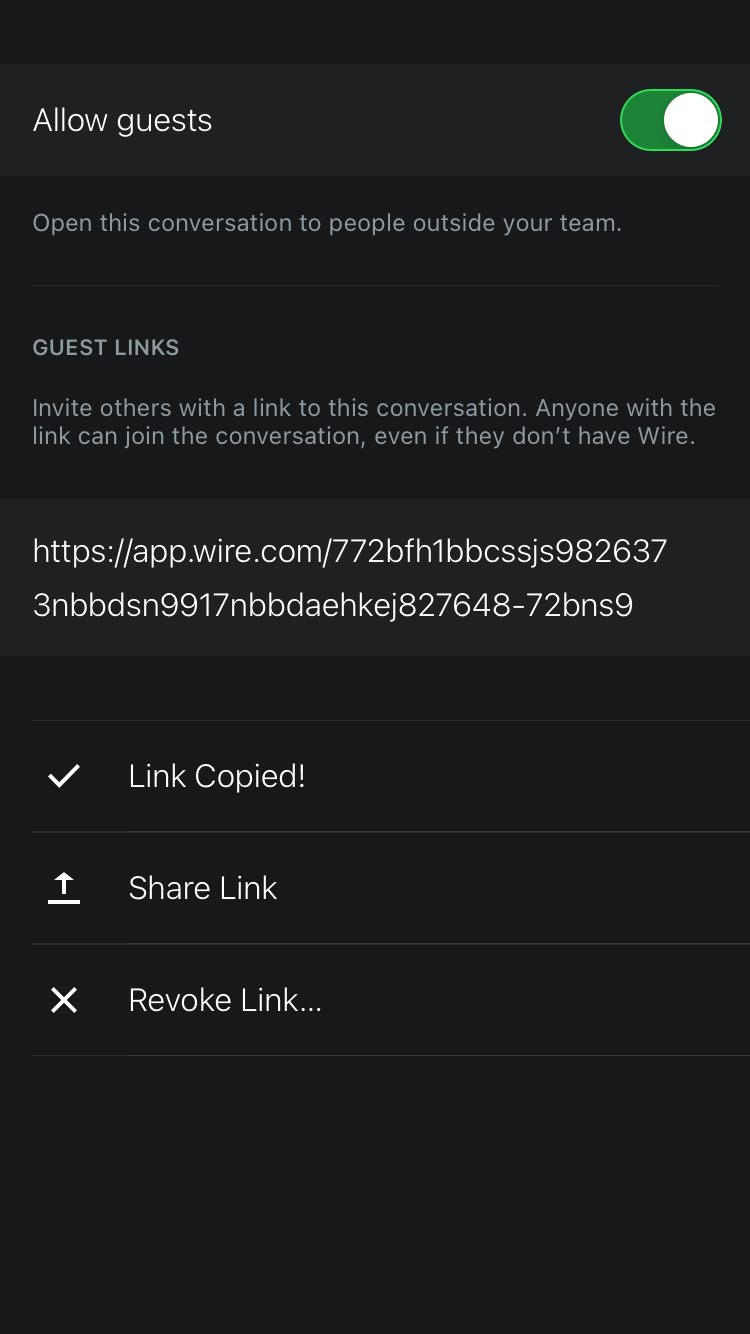 Allow guests
Open this conversation to people outside your team.
GUEST LINKS
Invite others with a link to this conversation. Anyone with the
link can join the conversation, even if they don’t have Wire.
https://app.wire.com/772bfh1bbcssjs982637
3nbbdsn9917nbbdaehkej827648-72bns9
Link Copied!
Share Link
Revoke Link...